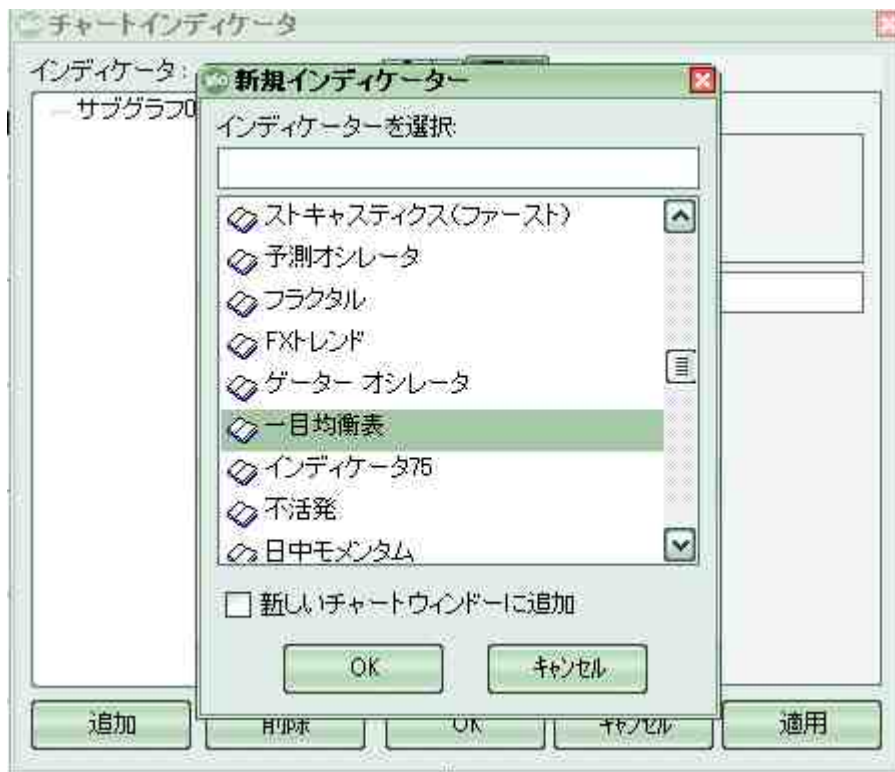 チャートインディケータ
インディケータ:
サブグラフ0
新規インディケーター
インディケーターを選択:
ストキャスティクス(ファースト)
予測オシレータ
フラクタル
FXトレンド
ゲーター オシレータ
一目均衡表
インディケータ75
不活発
日中モメンタム
新しいチャートウィンドーに追加
OK
キャンセル
追加
削除
OK
キャンセル
適用